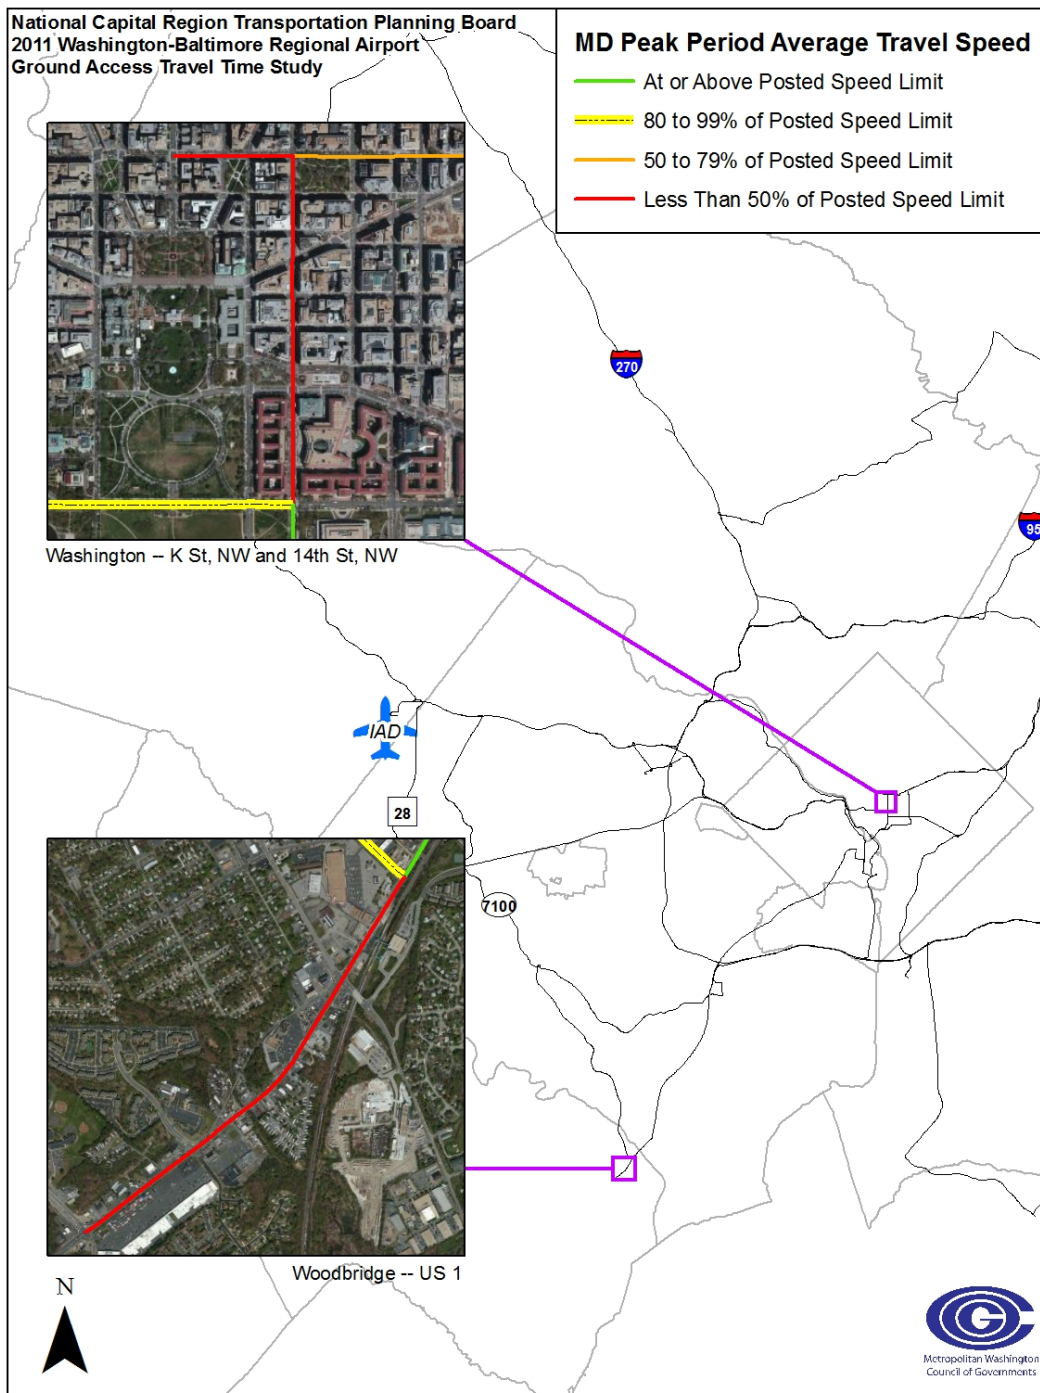 National Capital Region Transportation Planning Board
2011 Washington-Baltimore Regional Airport
Ground Access Travel Time Study
MD Peak Period Average Travel Speed
At or Above Posted Speed Limit
80 to 99% of Posted Speed Limit
50 to 79% of Posted Speed Limit
Less Than 50% of Posted Speed Limit
270
95
Washington -- K St, NW and 14th St, NW
IAD
28
7100
Woodbridge -- US 1
N
Metropolitan Washington
Council of Governments